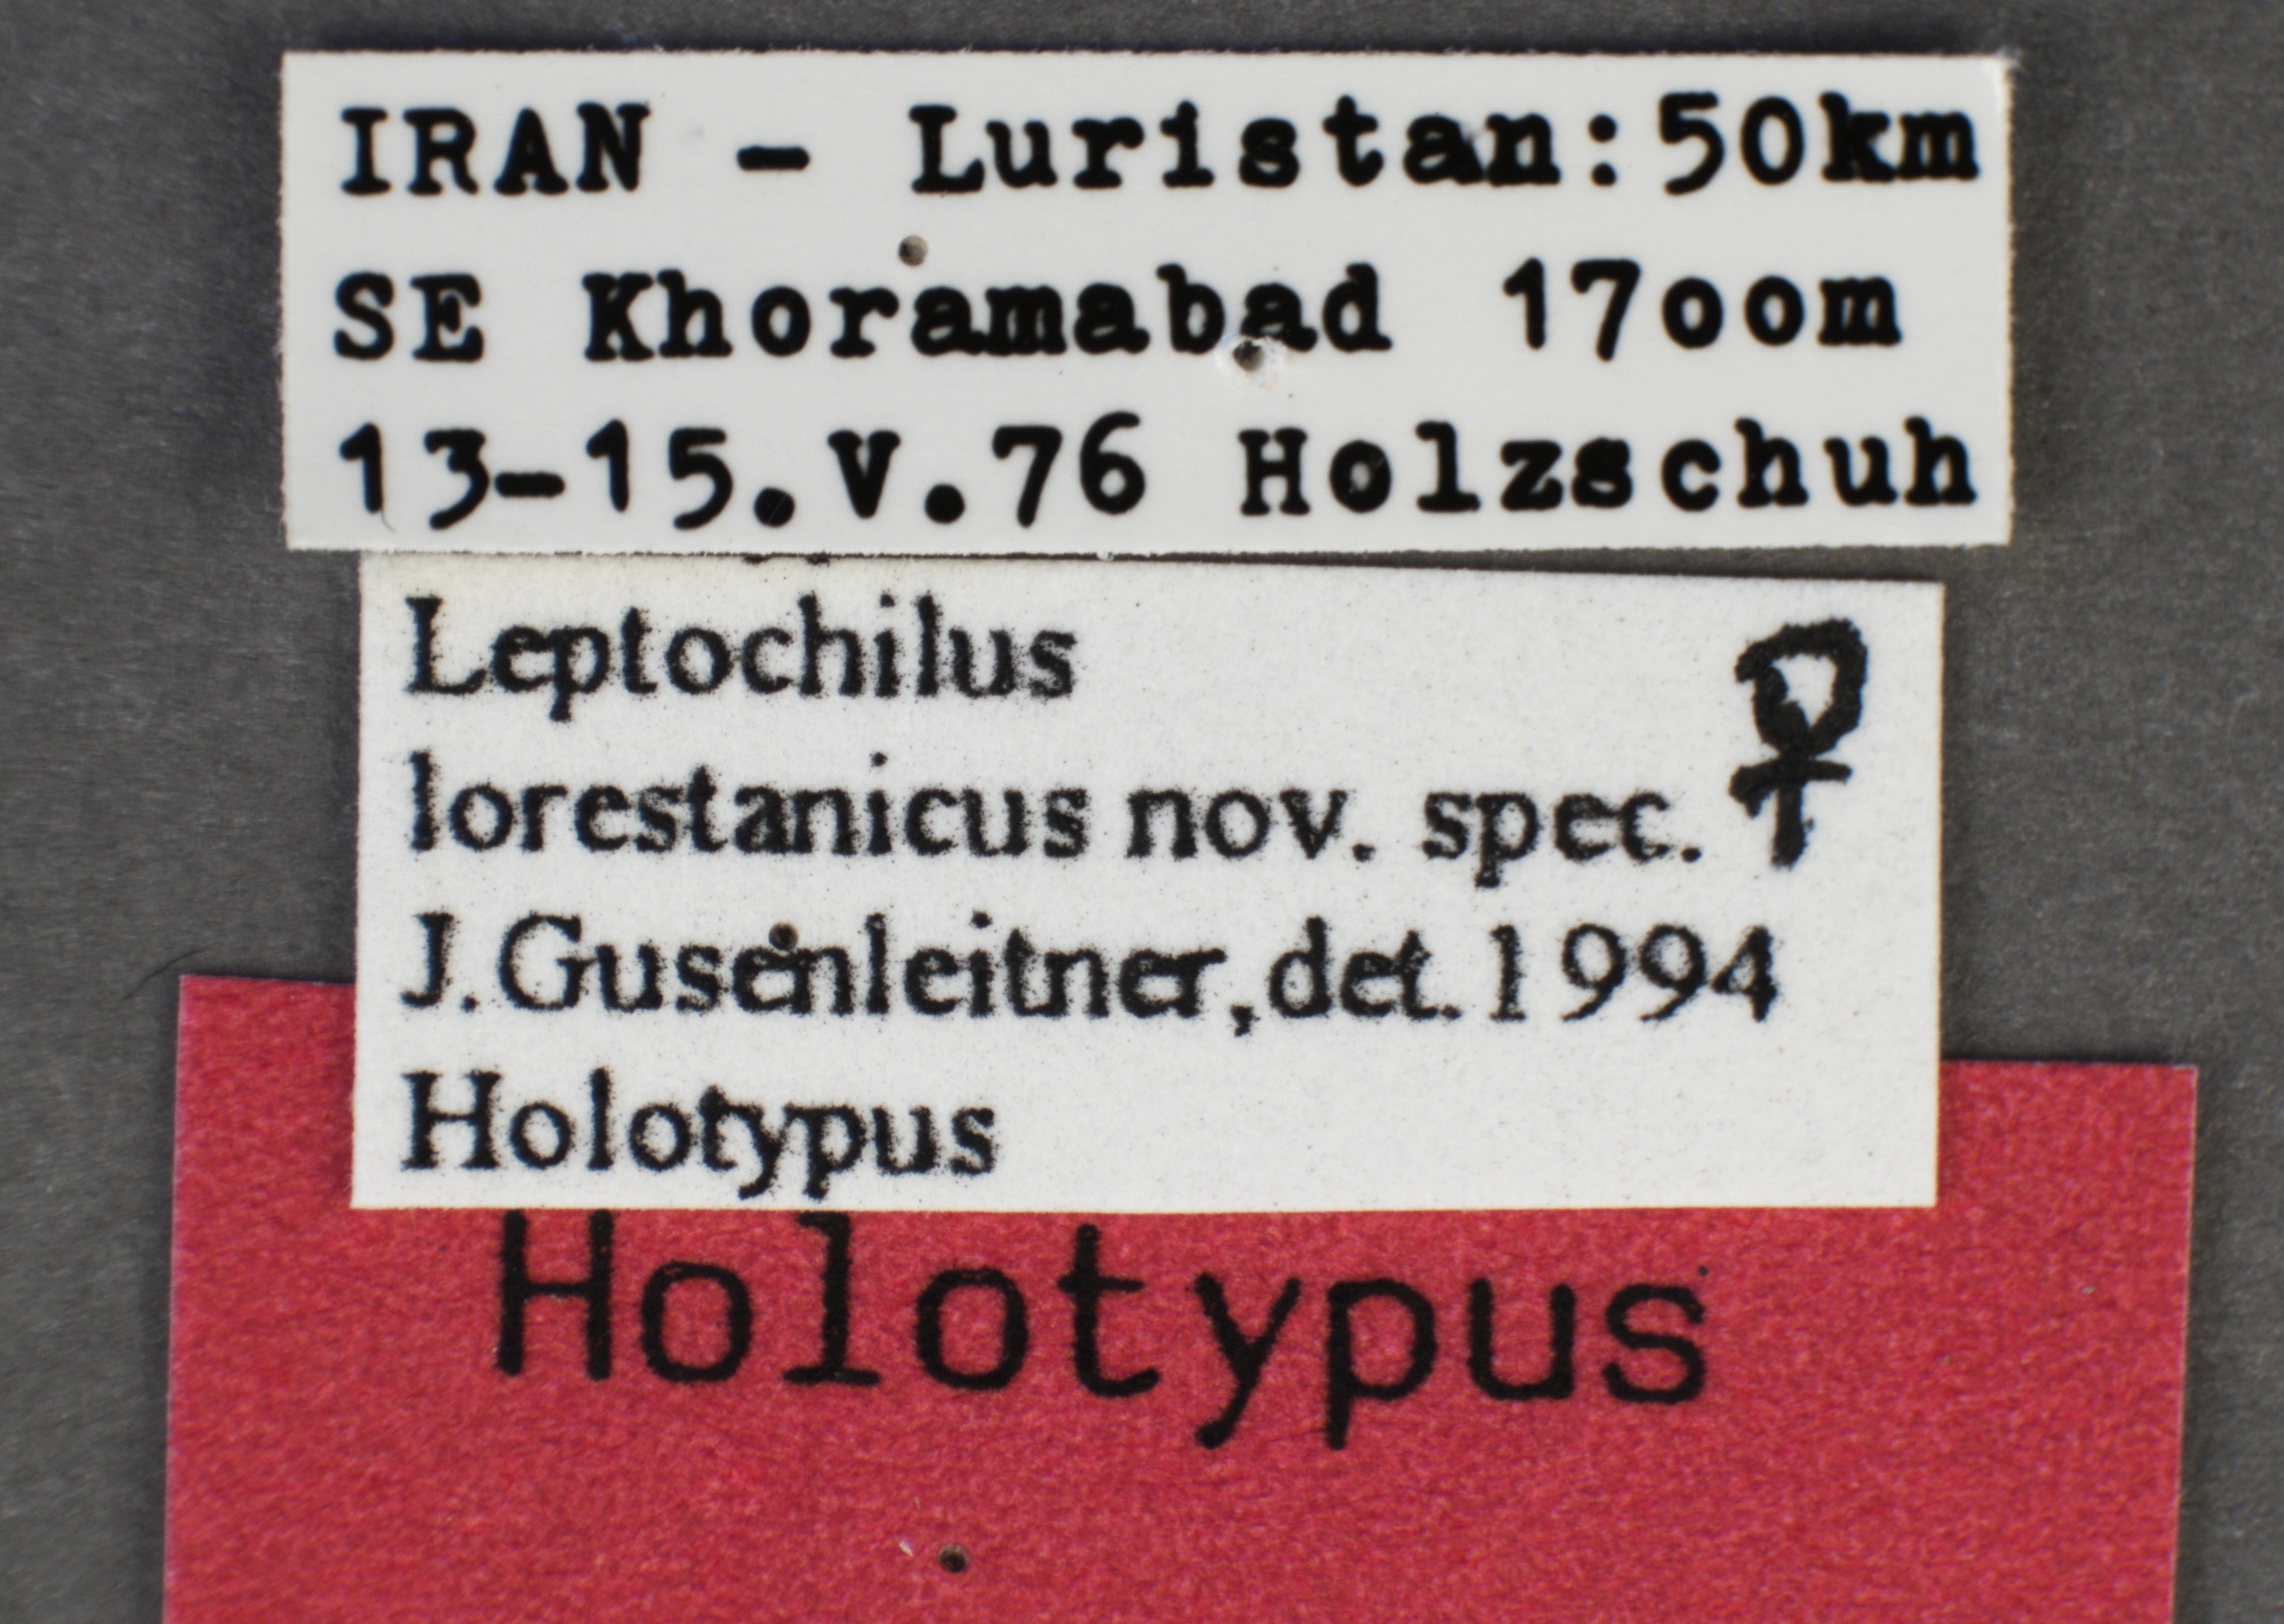 IRAN - Luristan:50km
SE Khoramabad 17oom
13-15.V.76 Holzschuh
Leptochilus ♀
lorestanicus nov. spec.
J.Gusenleitner,det.1994
Holotypus
Holotypus